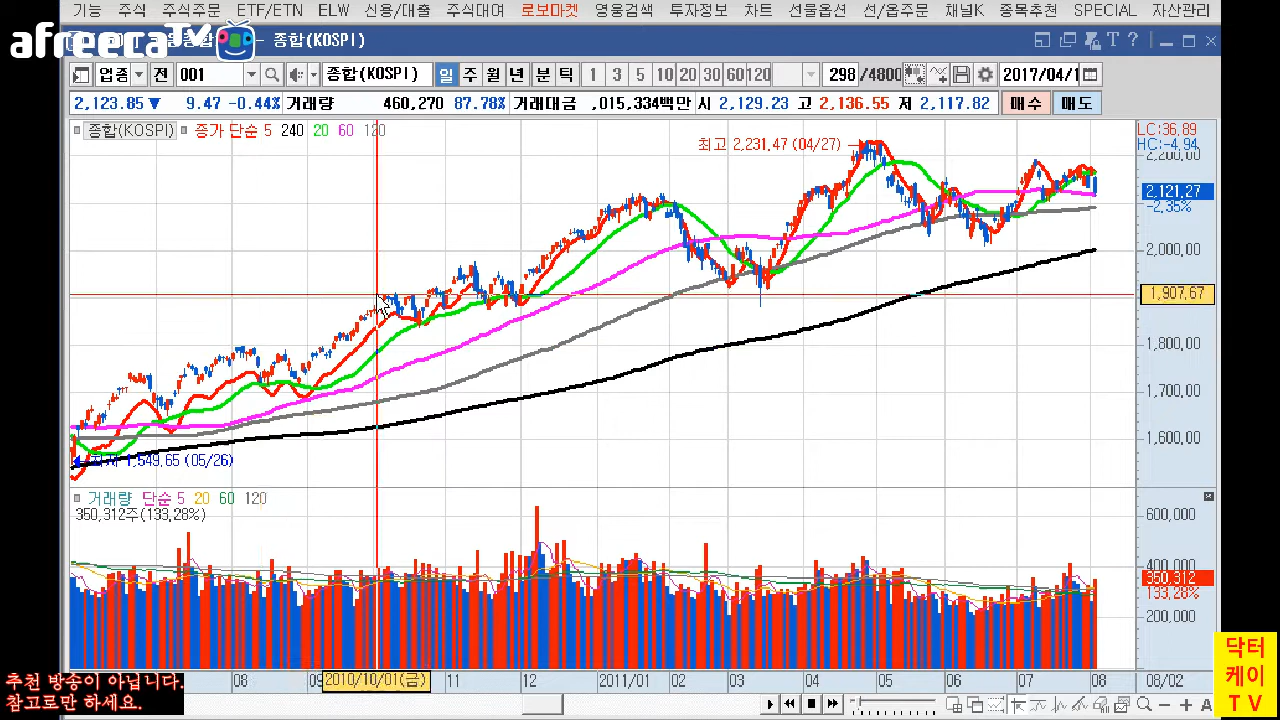 기능 주식 주식주문 ETF/ETN ELW 신용/대출 주식대여 로보마켓 영웅검색 투자정보 차트 선물옵션 선/옵주문 채널K 종목추천 SPECIAL 자산관리
afreecaTV 종합 - 종합(KOSPI)
업종 전 001 종합(KOSPI) 일 주 월 년 분 틱 1 3 5 10 20 30 60 120 298 /4800 2017/04/1
2,123.85 ▼ 9.47 -0.44% 거래량 460,270 87.78% 거래대금 ,015,334백만 시 2,129.23 고 2,136.55 저 2,117.82 매수 매도
종합(KOSPI) 종가 단순 5 240 20 60 120
LC:36.89
HC:-4.94
최고 2,231.47 (04/27)
2,200.00
2,121.27
-2.35%
2,000.00
1,907.67
1,800.00
1,700.00
1,600.00
1,549.65 (05/26)
거래량 단순 5 20 60 120
350,312주(133.28%)
600,000
400,000
350,312
133.28%
200,000
08 09 2010/10/01(금) 11 12 2011/01 02 03 04 05 06 07 08 08/02
추천 방송이 아닙니다.
참고로만 하세요.
닥터
케이
T V